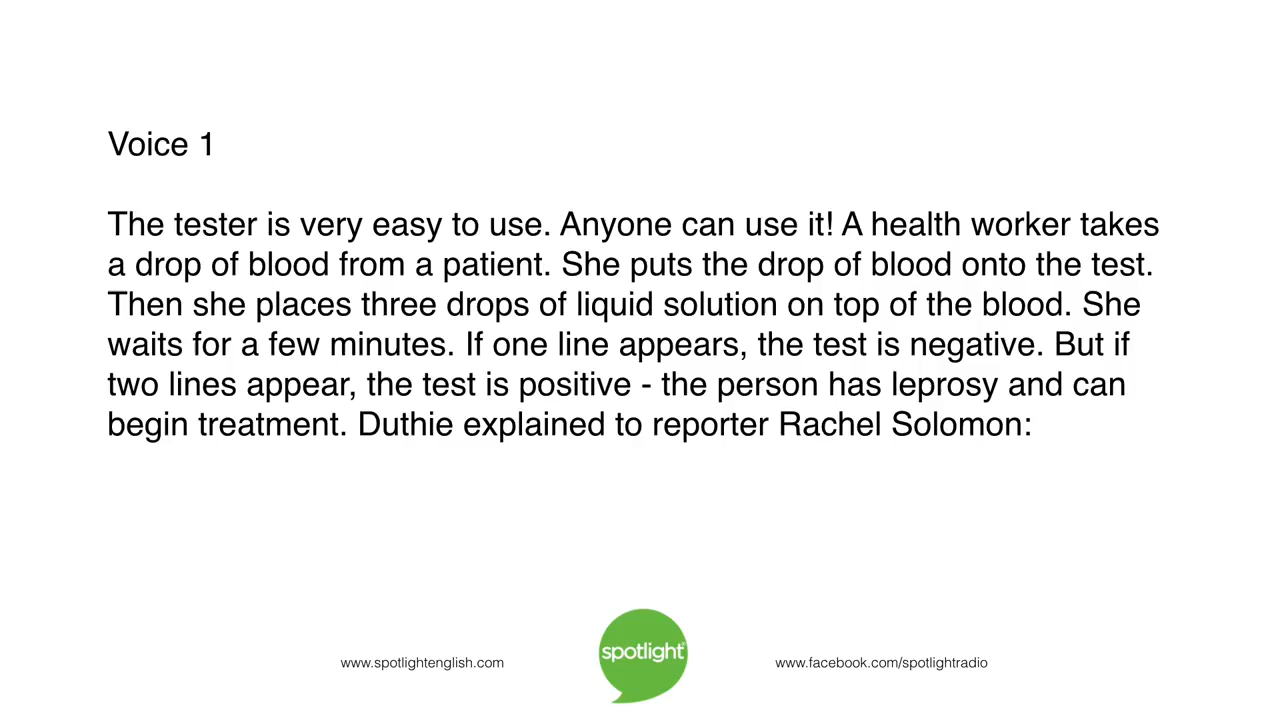 Voice 1
The tester is very easy to use. Anyone can use it! A health worker takes
a drop of blood from a patient. She puts the drop of blood onto the test.
Then she places three drops of liquid solution on top of the blood. She
waits for a few minutes. If one line appears, the test is negative. But if
two lines appear, the test is positive - the person has leprosy and can
begin treatment. Duthie explained to reporter Rachel Solomon:
www.spotlightenglish.com
spotlight®
www.facebook.com/spotlightradio